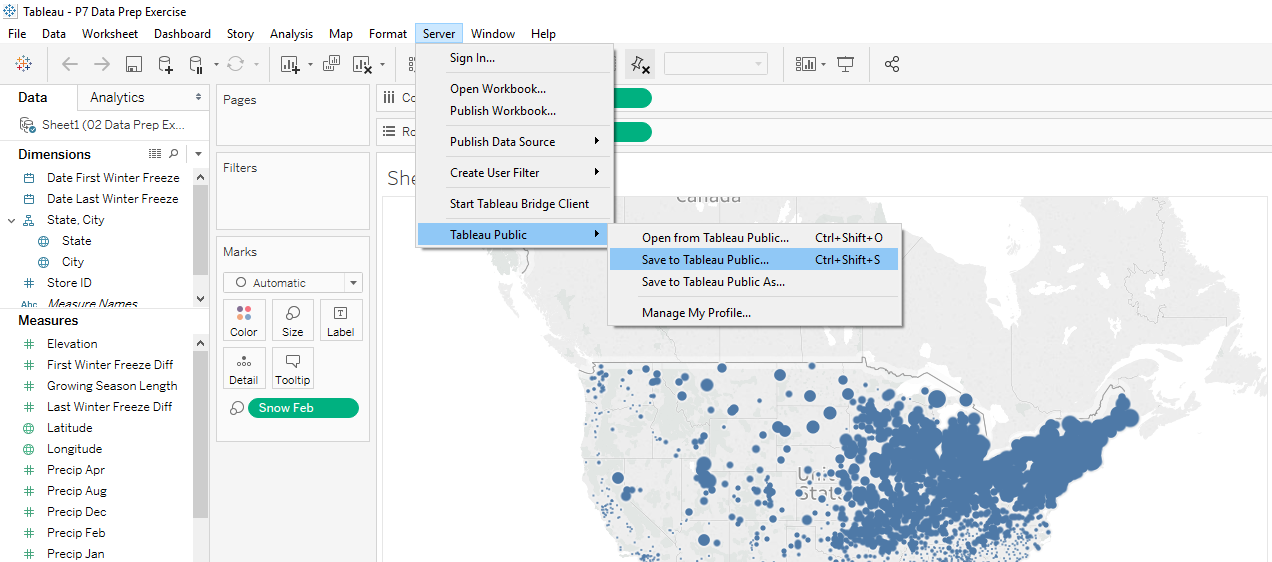 Tableau - P7 Data Prep Exercise
File Data Worksheet Dashboard Story Analysis Map Format Server Window Help
Data Analytics
Sheet1 (02 Data Prep Ex...
Dimensions
Date First Winter Freeze
Date Last Winter Freeze
State, City
State
City
Store ID
Abc Measure Names
Measures
Elevation
First Winter Freeze Diff
Growing Season Length
Last Winter Freeze Diff
Latitude
Longitude
Precip Apr
Precip Aug
Precip Dec
Precip Feb
Precip Jan
Pages
Filters
Marks
Automatic
Color Size Label
Detail Tooltip
Snow Feb
Co
Ro
She
Sign In...
Open Workbook...
Publish Workbook...
Publish Data Source
Create User Filter
Start Tableau Bridge Client
Tableau Public
Open from Tableau Public... Ctrl+Shift+O
Save to Tableau Public... Ctrl+Shift+S
Save to Tableau Public As...
Manage My Profile...
Canada